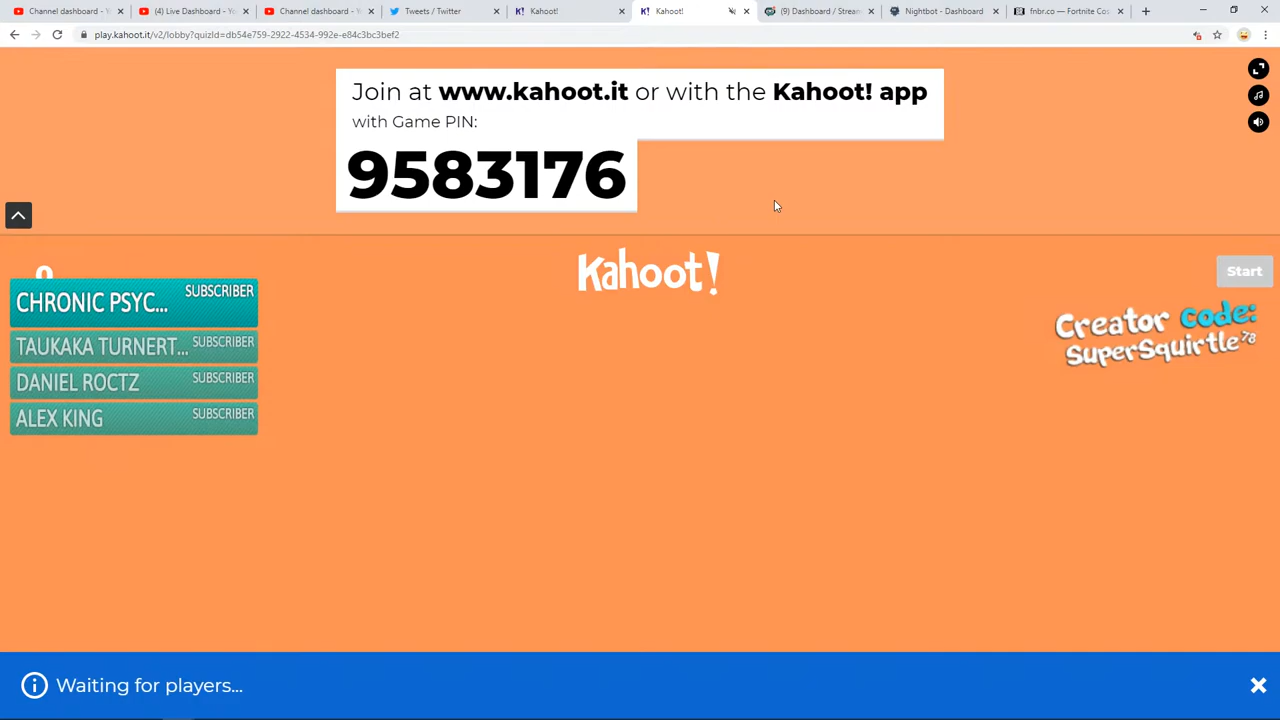 Channel dashboard - Y
(4) Live Dashboard - Yo
Channel dashboard - Y
Tweets / Twitter
Kahoot!
Kahoot!
(9) Dashboard / Stream
Nightbot - Dashboard
fnbr.co — Fortnite Cos
play.kahoot.it/v2/lobby?quizId=db54e759-2922-4534-992e-e84c3bc3bef2
Join at www.kahoot.it or with the Kahoot! app
with Game PIN:
9583176
Kahoot!
Start
CHRONIC PSYC... SUBSCRIBER
TAUKAKA TURNERT... SUBSCRIBER
DANIEL ROCTZ SUBSCRIBER
ALEX KING SUBSCRIBER
Creator code:
SuperSquirtle78
Waiting for players...